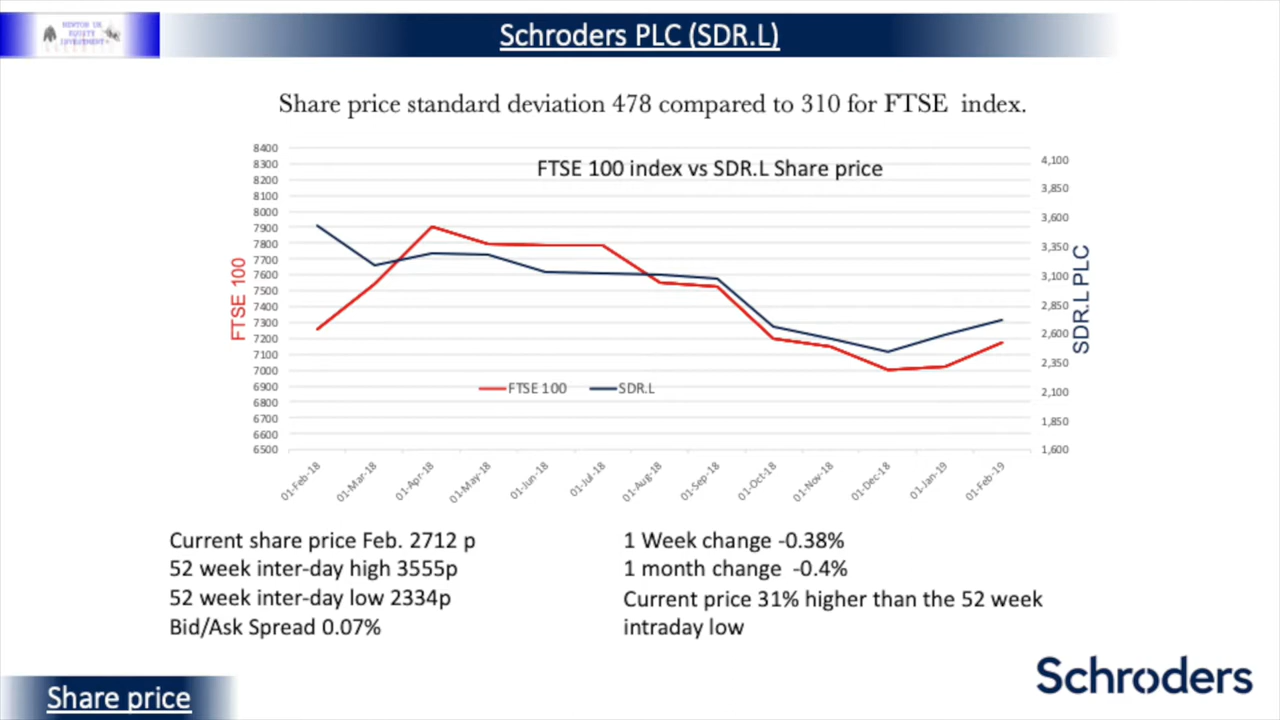 NEWTON UK
EQUITY
INVESTMENT
Schroders PLC (SDR.L)
Share price standard deviation 478 compared to 310 for FTSE index.
FTSE 100 index vs SDR.L Share price
8400
8300
8200
8100
8000
7900
7800
7700
7600
7500
7400
7300
7200
7100
7000
6900
6800
6700
6600
6500
FTSE 100
4,100
3,850
3,600
3,350
3,100
2,850
2,600
2,350
2,100
1,850
1,600
SDR.L PLC
FTSE 100 SDR.L
01-Feb-18 01-Mar-18 01-Apr-18 01-May-18 01-Jun-18 01-Jul-18 01-Aug-18 01-Sep-18 01-Oct-18 01-Nov-18 01-Dec-18 01-Jan-19 01-Feb-19
Current share price Feb. 2712 p
52 week inter-day high 3555p
52 week inter-day low 2334p
Bid/Ask Spread 0.07%
1 Week change -0.38%
1 month change -0.4%
Current price 31% higher than the 52 week
intraday low
Share price
Schroders